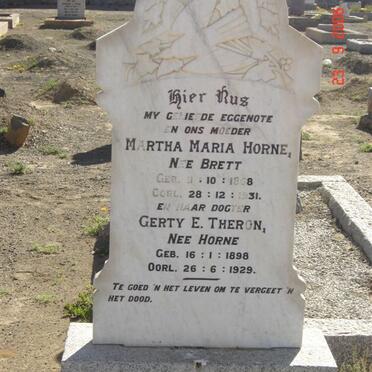 Hier Rus
MY GELIEFDE EGGENOTE
EN ONS MOEDER
MARTHA MARIA HORNE,
NEE BRETT
GEB. : 10 : 1868
OORL. 28 : 12 : 1931.
EN HAAR DOGTER
GERTY E. THERON,
NEE HORNE
GEB. 16 : 1 : 1898
OORL. 26 : 6 : 1929.
TE GOED 'N HET LEVEN OM TE VERGEET 'N
HET DOOD.
23 9 2006